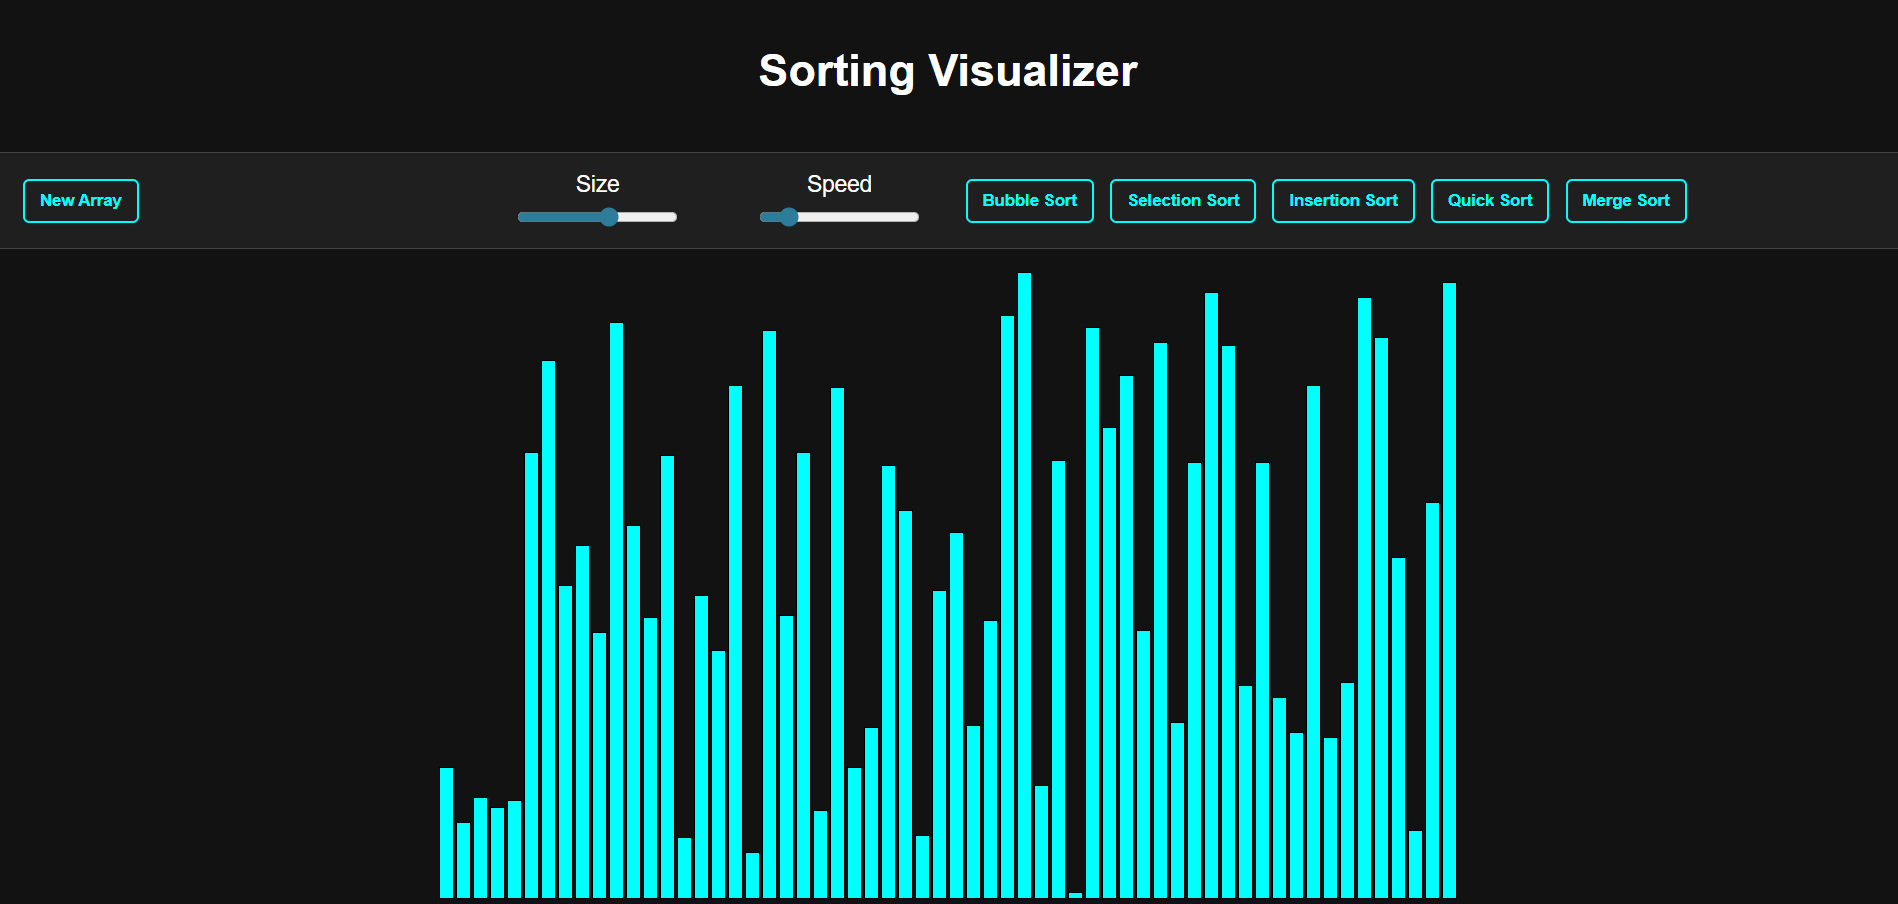 Sorting Visualizer
New Array
Size
Speed
Bubble Sort
Selection Sort
Insertion Sort
Quick Sort
Merge Sort